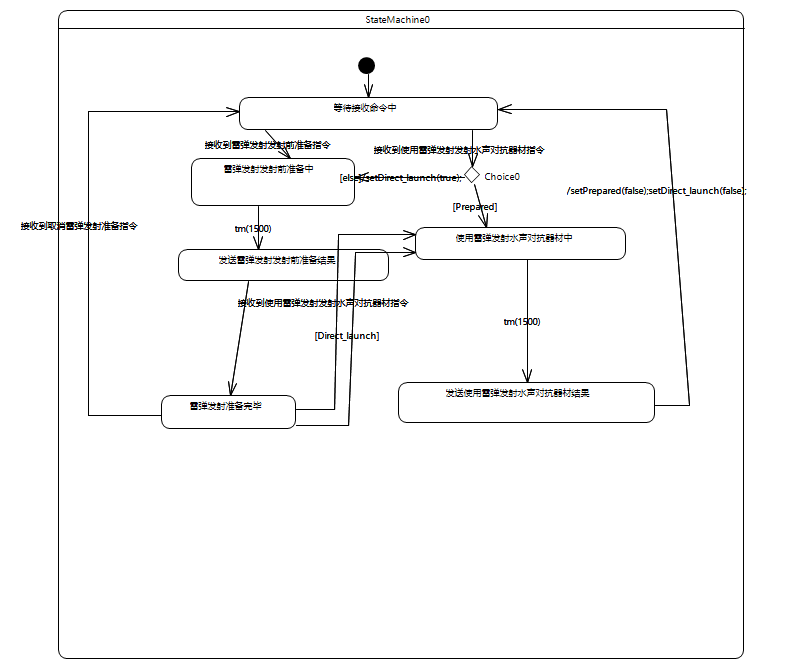 StateMachine0
等待接收命令中
接收到雷弹发射发射前准备指令
接收到使用雷弹发射发射水声对抗器材指令
雷弹发射发射前准备中
[else]/setDirect_launch(true);
Choice0
/setPrepared(false);setDirect_launch(false);
[Prepared]
接收到取消雷弹发射准备指令
tm(1500)
使用雷弹发射水声对抗器材中
发送雷弹发射发射前准备结果
接收到使用雷弹发射发射水声对抗器材指令
tm(1500)
[Direct_launch]
发送使用雷弹发射水声对抗器材结果
雷弹发射准备完毕